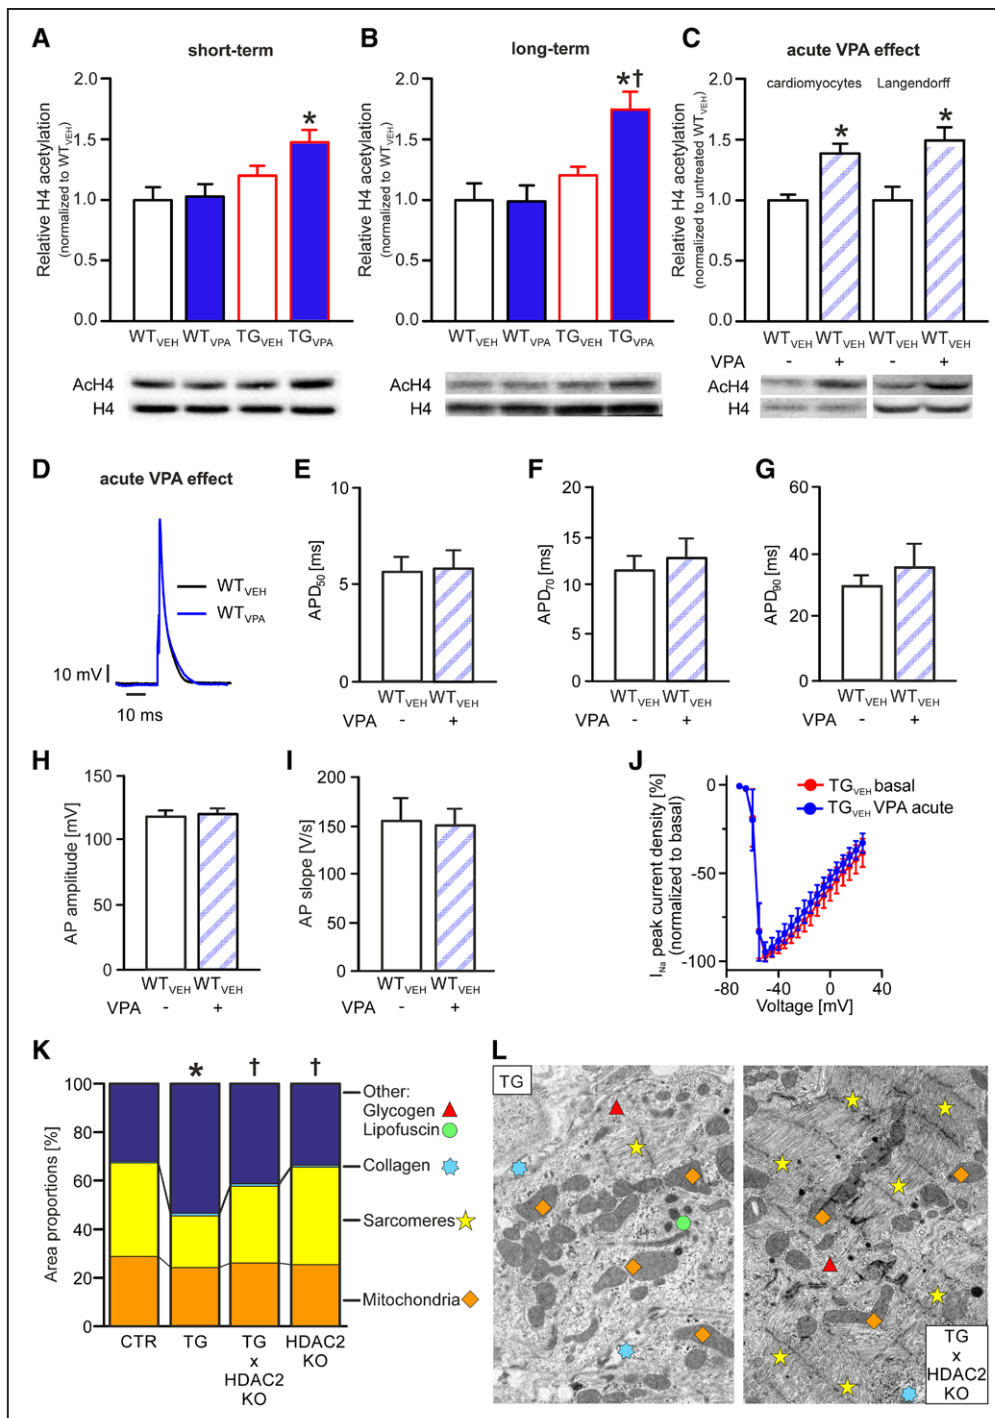 A
short-term
Relative H4 acetylation
(normalized to WTVEH)
2.0
1.5
1.0
0.5
0.0
*
WTVEH WTVPA TGVEH TGVPA
AcH4
H4
B
long-term
Relative H4 acetylation
(normalized to WTVEH)
2.0
1.5
1.0
0.5
0.0
*†
WTVEH WTVPA TGVEH TGVPA
AcH4
H4
C
acute VPA effect
cardiomyocytes Langendorff
Relative H4 acetylation
(normalized to untreated WTVEH)
2.0
1.5
1.0
0.5
0.0
* *
WTVEH WTVEH WTVEH WTVEH
VPA - + - +
AcH4
H4
D
acute VPA effect
WTVEH
WTVPA
10 mV
10 ms
E
APD50 [ms]
10
5
0
WTVEH WTVEH
VPA - +
F
APD70 [ms]
20
15
10
5
0
WTVEH WTVEH
VPA - +
G
APD90 [ms]
60
40
20
0
WTVEH WTVEH
VPA - +
H
AP amplitude [mV]
150
100
50
0
WTVEH WTVEH
VPA - +
I
AP slope [V/s]
200
150
100
50
0
WTVEH WTVEH
VPA - +
J
INa peak current density [%]
(normalized to basal)
0
-50
-100
TGVEH basal
TGVEH VPA acute
-80 -40 0 40
Voltage [mV]
K
Area proportions [%]
100
80
60
40
20
0
* † †
Other:
Glycogen
Lipofuscin
Collagen
Sarcomeres
Mitochondria
CTR
TG
TG
x
HDAC2
KO
HDAC2
KO
L
TG
TG
x
HDAC2
KO